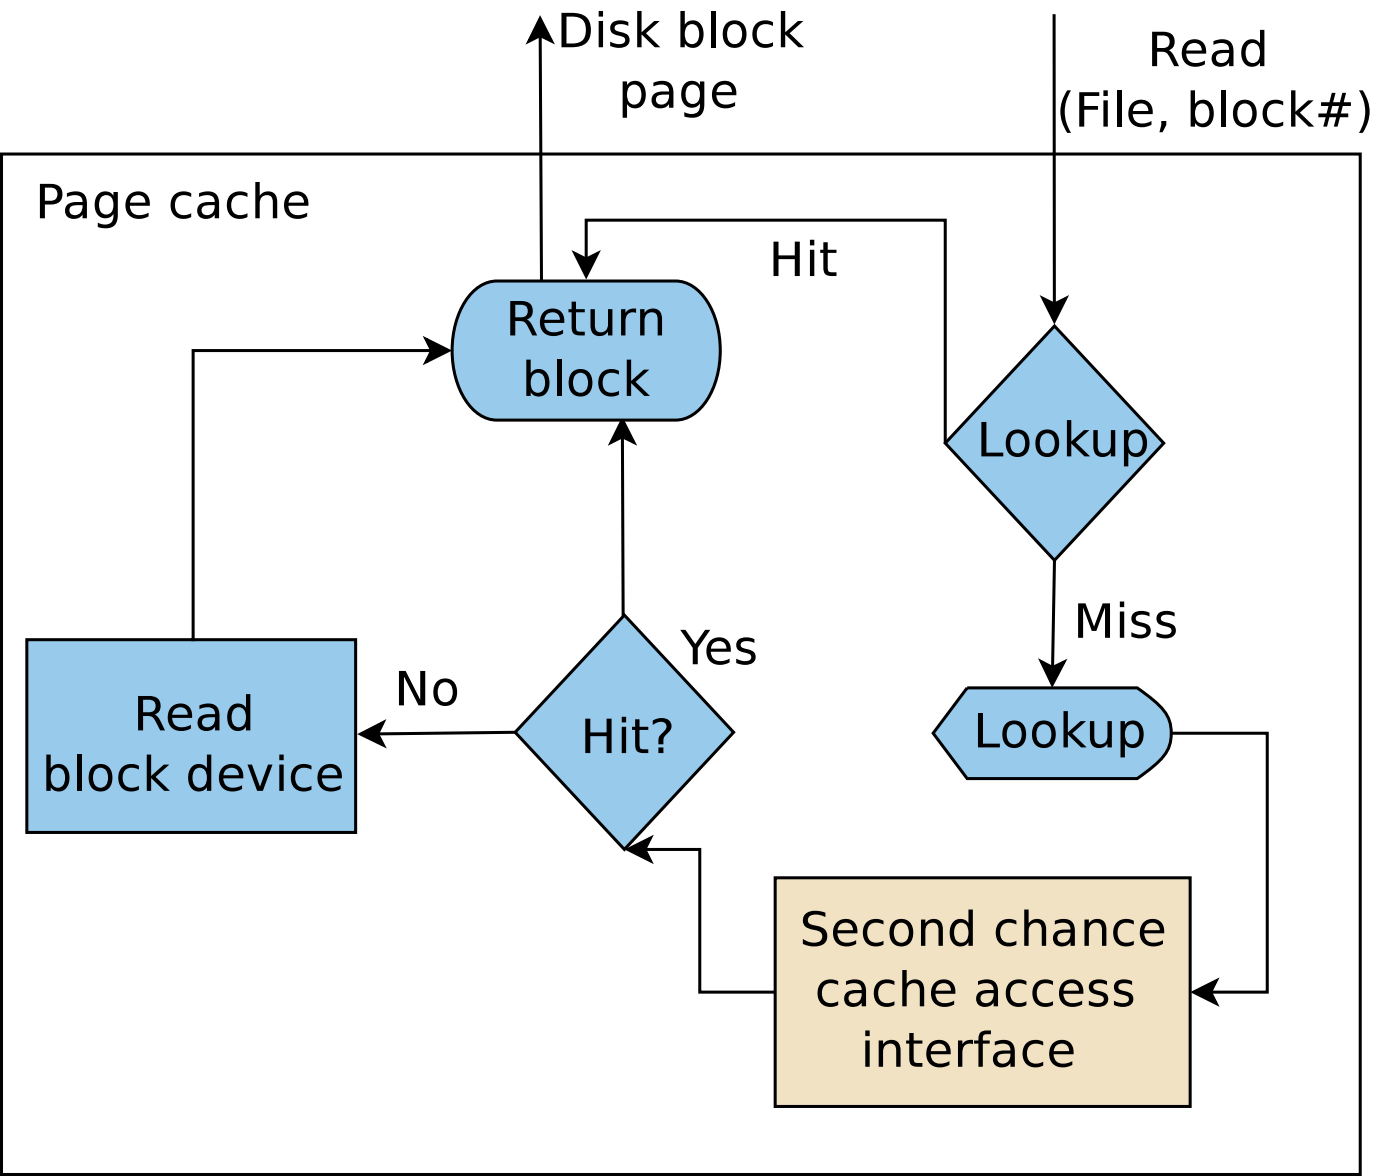 Disk block
page
Read
(File, block#)
Page cache
Hit
Return
block
Lookup
Miss
Yes
No
Read
block device
Hit?
Lookup
Second chance
cache access
interface